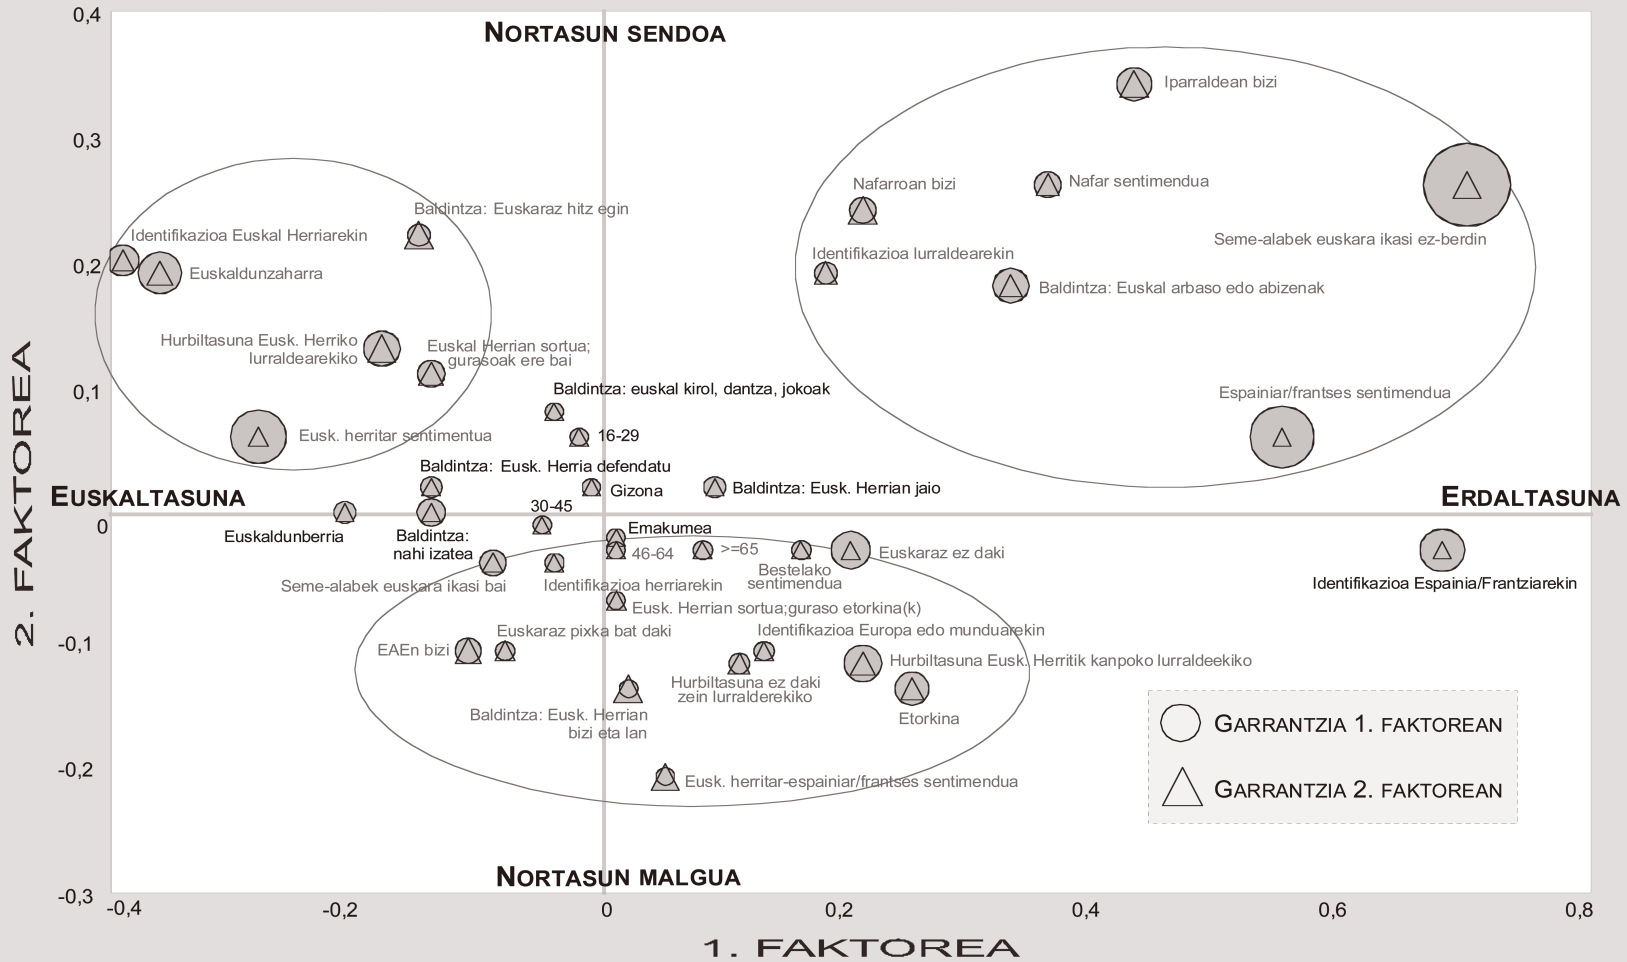 0,4
NORTASUN SENDOA
Iparraldean bizi
0,3
Nafarroan bizi
Nafar sentimendua
Baldintza: Euskaraz hitz egin
Identifikazioa Euskal Herriarekin
Seme-alabek euskara ikasi ez-berdin
Identifikazioa lurraldearekin
0,2
Euskaldunzaharra
Baldintza: Euskal arbaso edo abizenak
Hurbiltasuna Eusk. Herriko
lurraldearekiko
Euskal Herrian sortua;
gurasoak ere bai
2. FAKTOREA
0,1
Baldintza: euskal kirol, dantza, jokoak
Espainiar/frantses sentimendua
Eusk. herritar sentimentua
16-29
Baldintza: Eusk. Herria defendatu
Gizona
Baldintza: Eusk. Herrian jaio
EUSKALTASUNA
ERDALTASUNA
30-45
0
Euskaldunberria
Baldintza:
nahi izatea
Emakumea
46-64
>=65
Euskaraz ez daki
Bestelako
sentimendua
Seme-alabek euskara ikasi bai
Identifikazioa herriarekin
Identifikazioa Espainia/Frantziarekin
Eusk. Herrian sortua;guraso etorkina(k)
Euskaraz pixka bat daki
Identifikazioa Europa edo munduarekin
-0,1
EAEn bizi
Hurbiltasuna Eusk. Herritik kanpoko lurraldeekiko
Hurbiltasuna ez daki
zein lurralderekiko
Baldintza: Eusk. Herrian
bizi eta lan
Etorkina
GARRANTZIA 1. FAKTOREAN
-0,2
Eusk. herritar-espainiar/frantses sentimendua
GARRANTZIA 2. FAKTOREAN
NORTASUN MALGUA
-0,3
-0,4
-0,2
0
0,2
0,4
0,6
0,8
1. FAKTOREA